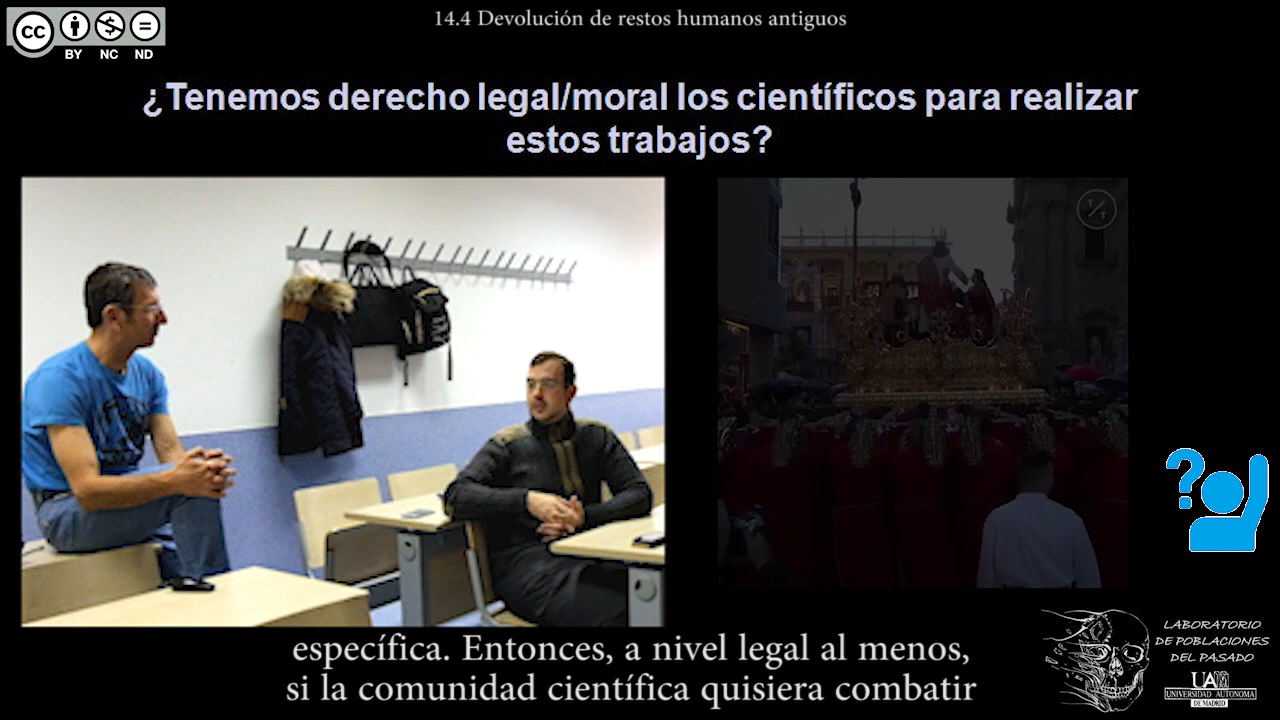 14.4 Devolución de restos humanos antiguos
cc
BY NC ND
¿Tenemos derecho legal/moral los científicos para realizar
estos trabajos?
T/T
?
específica. Entonces, a nivel legal al menos,
si la comunidad científica quisiera combatir
LABORATORIO
DE POBLACIONES
DEL PASADO
UAM
UNIVERSIDAD AUTONOMA
DE MADRID